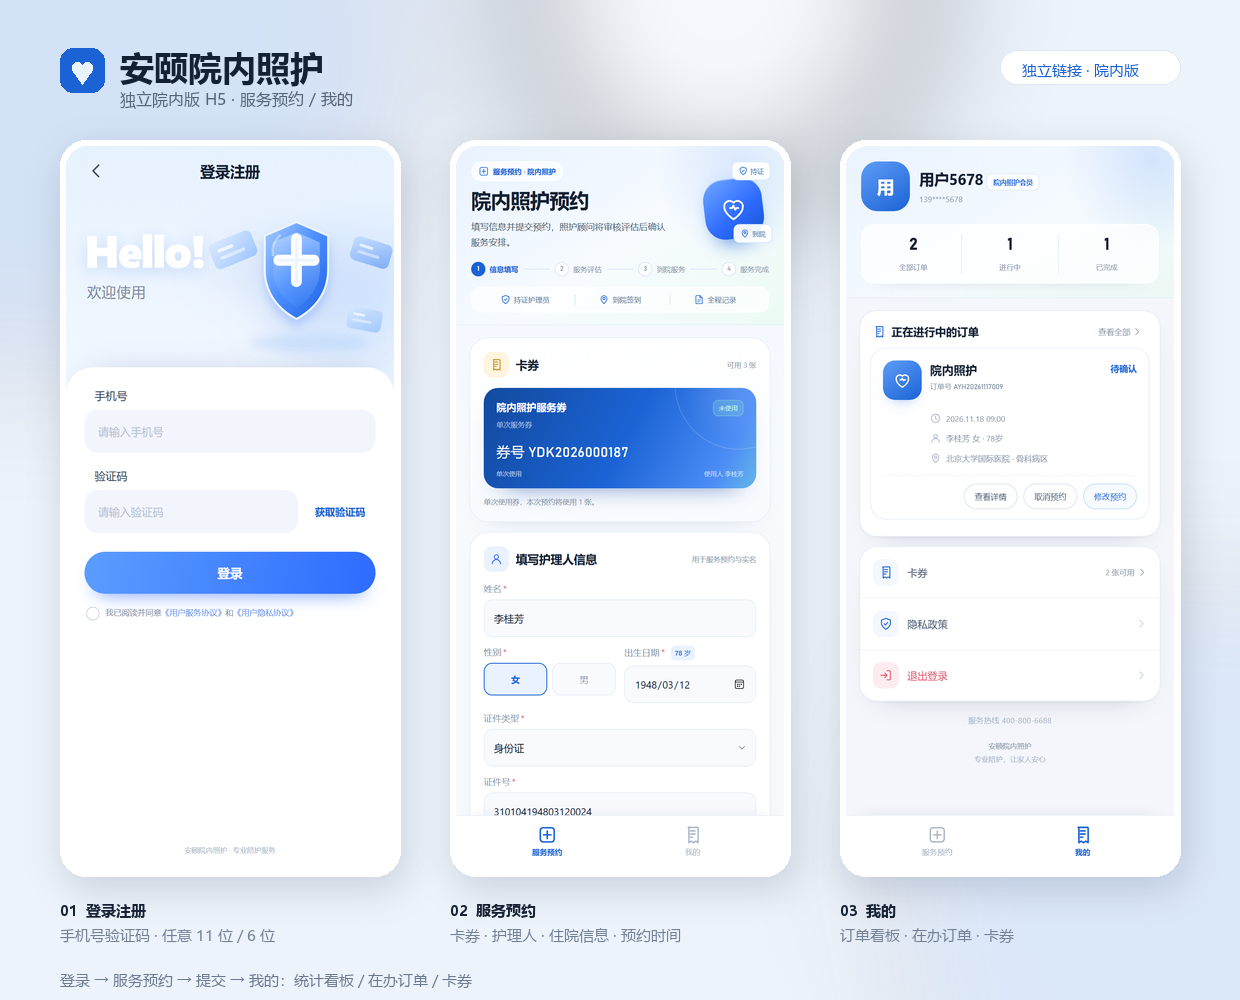 安颐院内照护
独立院内版 H5 · 服务预约 / 我的
独立链接 · 院内版
登录注册
Hello!
欢迎使用
手机号
请输入手机号
验证码
请输入验证码
获取验证码
登录
我已阅读并同意《用户服务协议》和《用户隐私协议》
安颐院内照护 · 专业陪护服务
服务预约 · 院内照护
持证
院内照护预约
填写信息并提交预约，照护顾问将审核评估后确认
服务安排。
到院
1 信息填写
2 服务评估
3 到院服务
4 服务完成
持证护理员
到院签到
全程记录
卡券
可用 3 张
院内照护服务券
未使用
单次服务券
券号 YDK2026000187
单次使用
使用人 李桂芳
单次使用券，本次预约将使用 1 张。
填写护理人信息
用于服务预约与实名
姓名 *
李桂芳
性别 *
出生日期 * 78 岁
女
男
1948/03/12
证件类型 *
身份证
证件号 *
310104194803120024
服务预约
我的
用
用户5678
院内照护会员
139****5678
2
1
1
全部订单
进行中
已完成
正在进行中的订单
查看全部
院内照护
待确认
订单号 AYH20261117009
2026.11.18 09:00
李桂芳 女 · 78岁
北京大学国际医院 · 骨科病区
查看详情
取消预约
修改预约
卡券
2 张可用
隐私政策
退出登录
服务热线 400-800-6688
安颐院内照护
专业陪护，让家人安心
服务预约
我的
01 登录注册
手机号验证码 · 任意 11 位 / 6 位
02 服务预约
卡券 · 护理人 · 住院信息 · 预约时间
03 我的
订单看板 · 在办订单 · 卡券
登录 → 服务预约 → 提交 → 我的：统计看板 / 在办订单 / 卡券